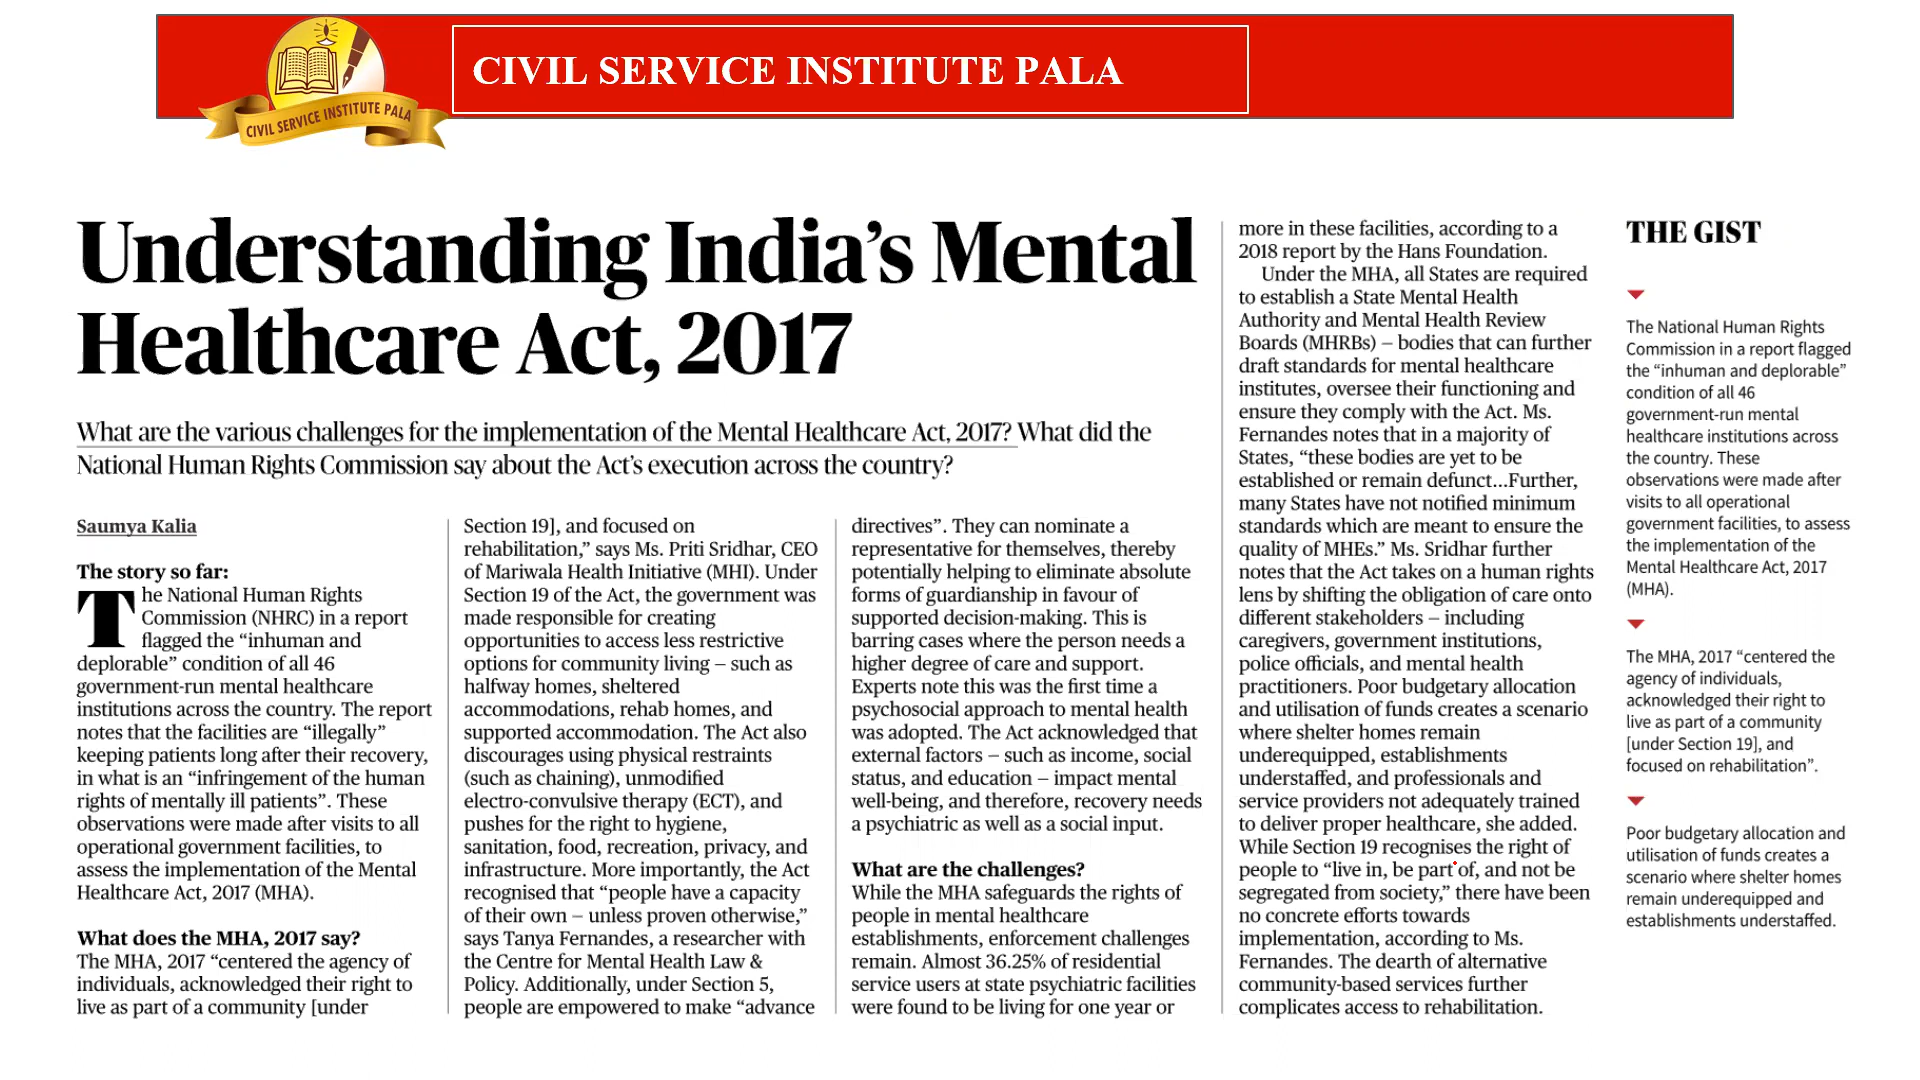 CIVIL SERVICE INSTITUTE PALA
CIVIL SERVICE INSTITUTE PALA
Understanding India’s Mental
Healthcare Act, 2017
What are the various challenges for the implementation of the Mental Healthcare Act, 2017? What did the
National Human Rights Commission say about the Act’s execution across the country?
Saumya Kalia
The story so far:
The National Human Rights
Commission (NHRC) in a report
flagged the “inhuman and
deplorable” condition of all 46
government-run mental healthcare
institutions across the country. The report
notes that the facilities are “illegally”
keeping patients long after their recovery,
in what is an “infringement of the human
rights of mentally ill patients”. These
observations were made after visits to all
operational government facilities, to
assess the implementation of the Mental
Healthcare Act, 2017 (MHA).
What does the MHA, 2017 say?
The MHA, 2017 “centered the agency of
individuals, acknowledged their right to
live as part of a community [under
Section 19], and focused on
rehabilitation,” says Ms. Priti Sridhar, CEO
of Mariwala Health Initiative (MHI). Under
Section 19 of the Act, the government was
made responsible for creating
opportunities to access less restrictive
options for community living – such as
halfway homes, sheltered
accommodations, rehab homes, and
supported accommodation. The Act also
discourages using physical restraints
(such as chaining), unmodified
electro-convulsive therapy (ECT), and
pushes for the right to hygiene,
sanitation, food, recreation, privacy, and
infrastructure. More importantly, the Act
recognised that “people have a capacity
of their own – unless proven otherwise,”
says Tanya Fernandes, a researcher with
the Centre for Mental Health Law &
Policy. Additionally, under Section 5,
people are empowered to make “advance
directives”. They can nominate a
representative for themselves, thereby
potentially helping to eliminate absolute
forms of guardianship in favour of
supported decision-making. This is
barring cases where the person needs a
higher degree of care and support.
Experts note this was the first time a
psychosocial approach to mental health
was adopted. The Act acknowledged that
external factors – such as income, social
status, and education – impact mental
well-being, and therefore, recovery needs
a psychiatric as well as a social input.
What are the challenges?
While the MHA safeguards the rights of
people in mental healthcare
establishments, enforcement challenges
remain. Almost 36.25% of residential
service users at state psychiatric facilities
were found to be living for one year or
more in these facilities, according to a
2018 report by the Hans Foundation.
Under the MHA, all States are required
to establish a State Mental Health
Authority and Mental Health Review
Boards (MHRBs) – bodies that can further
draft standards for mental healthcare
institutes, oversee their functioning and
ensure they comply with the Act. Ms.
Fernandes notes that in a majority of
States, “these bodies are yet to be
established or remain defunct...Further,
many States have not notified minimum
standards which are meant to ensure the
quality of MHEs.” Ms. Sridhar further
notes that the Act takes on a human rights
lens by shifting the obligation of care onto
different stakeholders – including
caregivers, government institutions,
police officials, and mental health
practitioners. Poor budgetary allocation
and utilisation of funds creates a scenario
where shelter homes remain
underequipped, establishments
understaffed, and professionals and
service providers not adequately trained
to deliver proper healthcare, she added.
While Section 19 recognises the right of
people to “live in, be part of, and not be
segregated from society,” there have been
no concrete efforts towards
implementation, according to Ms.
Fernandes. The dearth of alternative
community-based services further
complicates access to rehabilitation.
THE GIST
The National Human Rights
Commission in a report flagged
the “inhuman and deplorable”
condition of all 46
government-run mental
healthcare institutions across
the country. These
observations were made after
visits to all operational
government facilities, to assess
the implementation of the
Mental Healthcare Act, 2017
(MHA).
The MHA, 2017 “centered the
agency of individuals,
acknowledged their right to
live as part of a community
[under Section 19], and
focused on rehabilitation”.
Poor budgetary allocation and
utilisation of funds creates a
scenario where shelter homes
remain underequipped and
establishments understaffed.